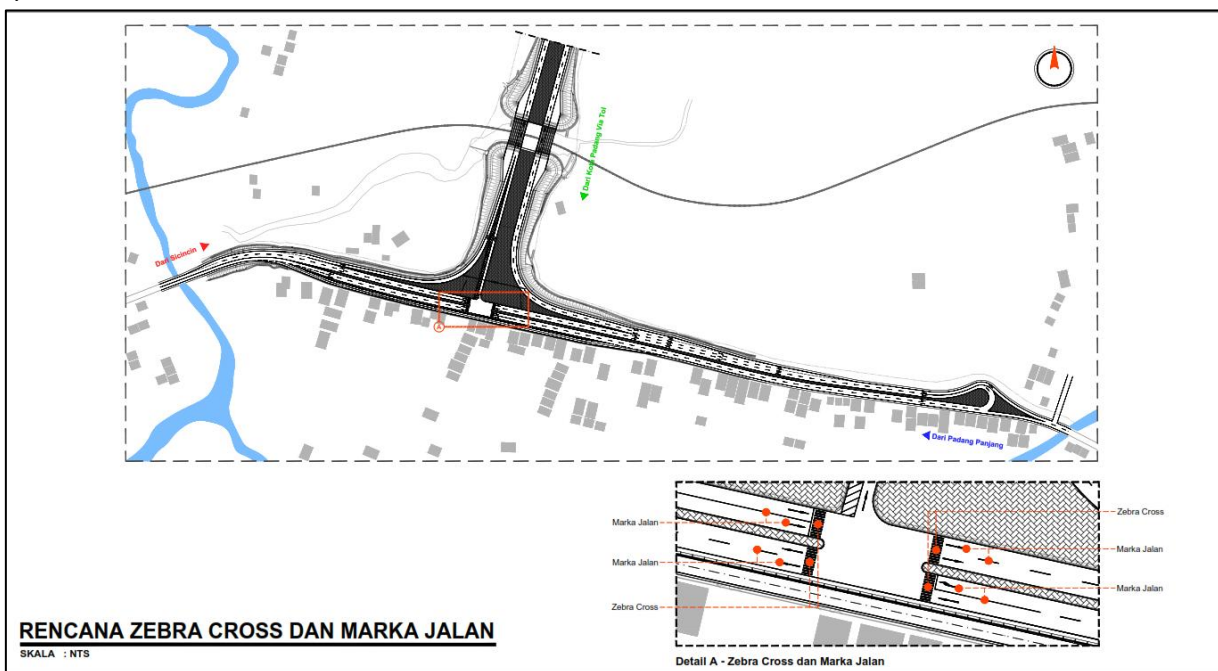 Dari Kota Padang Via Tol
Dari Sicincin
A
Dari Padang Panjang
Marka Jalan
Marka Jalan
Zebra Cross
Zebra Cross
Marka Jalan
Marka Jalan
RENCANA ZEBRA CROSS DAN MARKA JALAN
SKALA : NTS
Detail A - Zebra Cross dan Marka Jalan